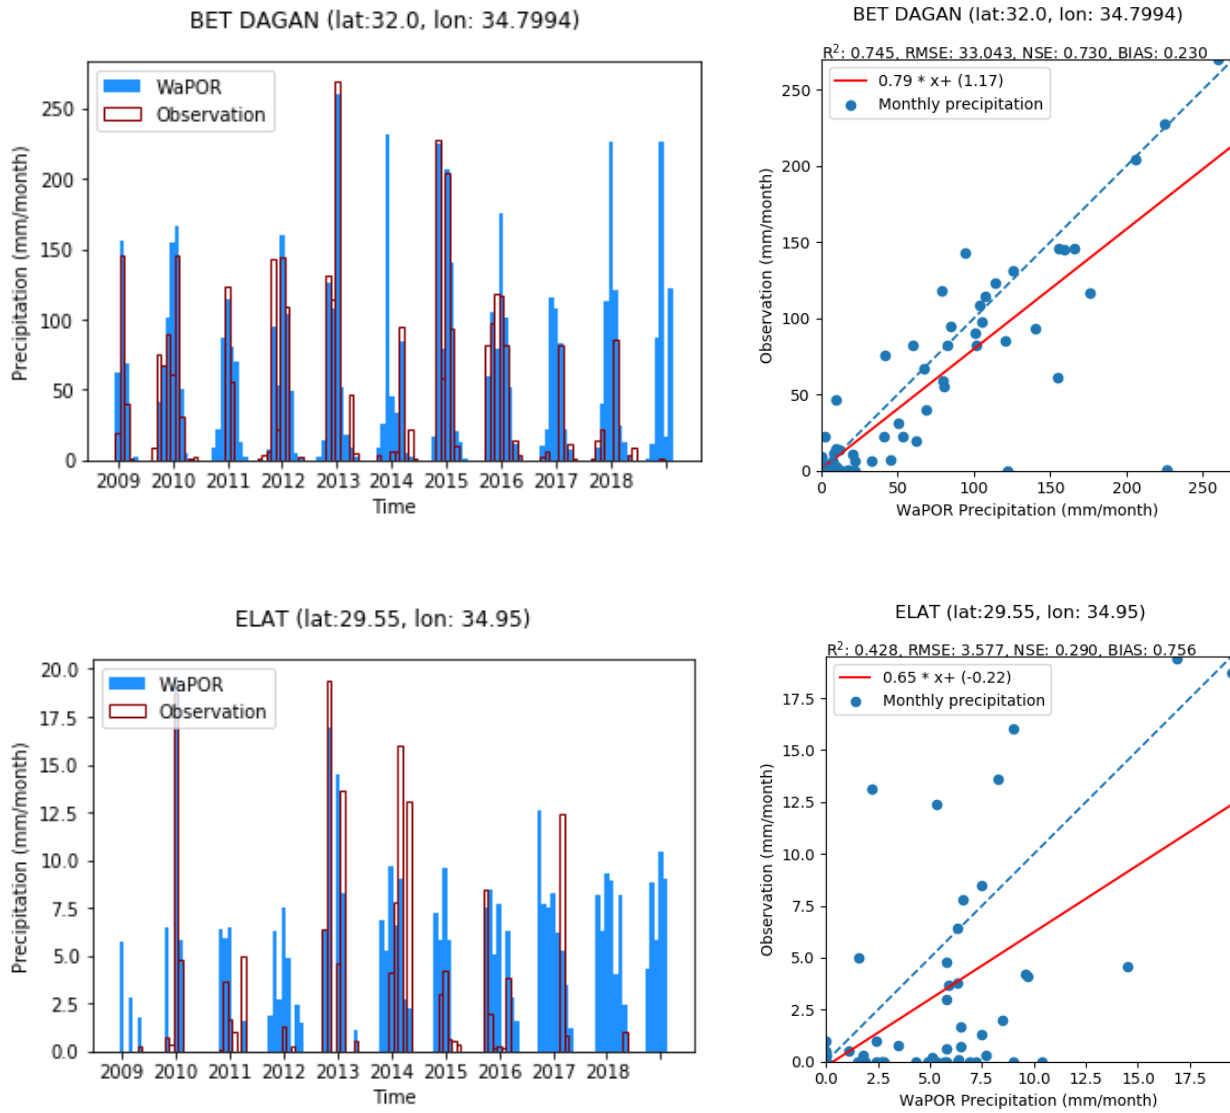 BET DAGAN (lat:32.0, lon: 34.7994)
WaPOR
Observation
250
200
150
100
50
0
Precipitation (mm/month)
2009 2010 2011 2012 2013 2014 2015 2016 2017 2018
Time
BET DAGAN (lat:32.0, lon: 34.7994)
R²: 0.745, RMSE: 33.043, NSE: 0.730, BIAS: 0.230
0.79 * x+ (1.17)
Monthly precipitation
250
200
150
100
50
0
Observation (mm/month)
0 50 100 150 200 250
WaPOR Precipitation (mm/month)
ELAT (lat:29.55, lon: 34.95)
WaPOR
Observation
20.0
17.5
15.0
12.5
10.0
7.5
5.0
2.5
0.0
Precipitation (mm/month)
2009 2010 2011 2012 2013 2014 2015 2016 2017 2018
Time
ELAT (lat:29.55, lon: 34.95)
R²: 0.428, RMSE: 3.577, NSE: 0.290, BIAS: 0.756
0.65 * x+ (-0.22)
Monthly precipitation
17.5
15.0
12.5
10.0
7.5
5.0
2.5
0.0
Observation (mm/month)
0.0 2.5 5.0 7.5 10.0 12.5 15.0 17.5
WaPOR Precipitation (mm/month)